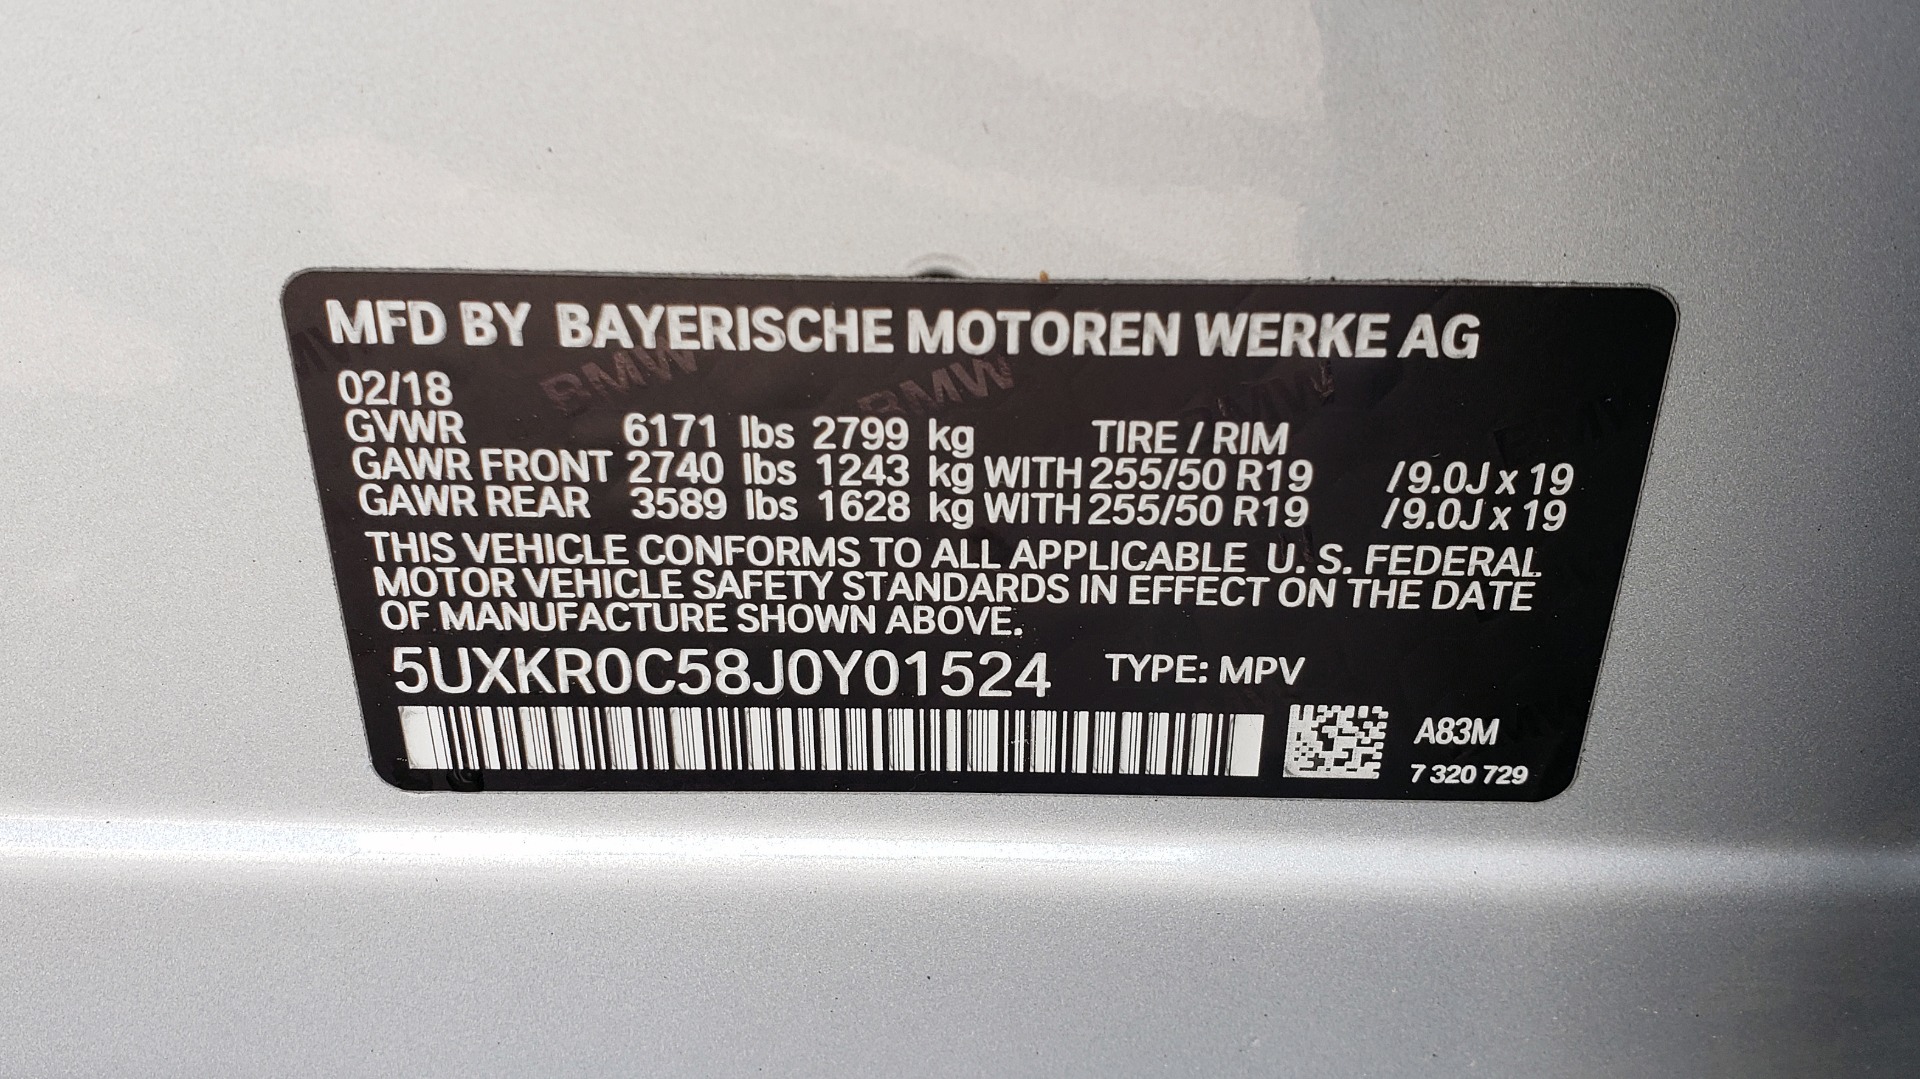 MFD BY BAYERISCHE MOTOREN WERKE AG
02/18
GVWR 6171 lbs 2799 kg TIRE / RIM
GAWR FRONT 2740 lbs 1243 kg WITH 255/50 R19 /9.0J x 19
GAWR REAR 3589 lbs 1628 kg WITH 255/50 R19 /9.0J x 19
THIS VEHICLE CONFORMS TO ALL APPLICABLE U. S. FEDERAL
MOTOR VEHICLE SAFETY STANDARDS IN EFFECT ON THE DATE
OF MANUFACTURE SHOWN ABOVE.
5UXKR0C58J0Y01524 TYPE: MPV
A83M
7 320 729